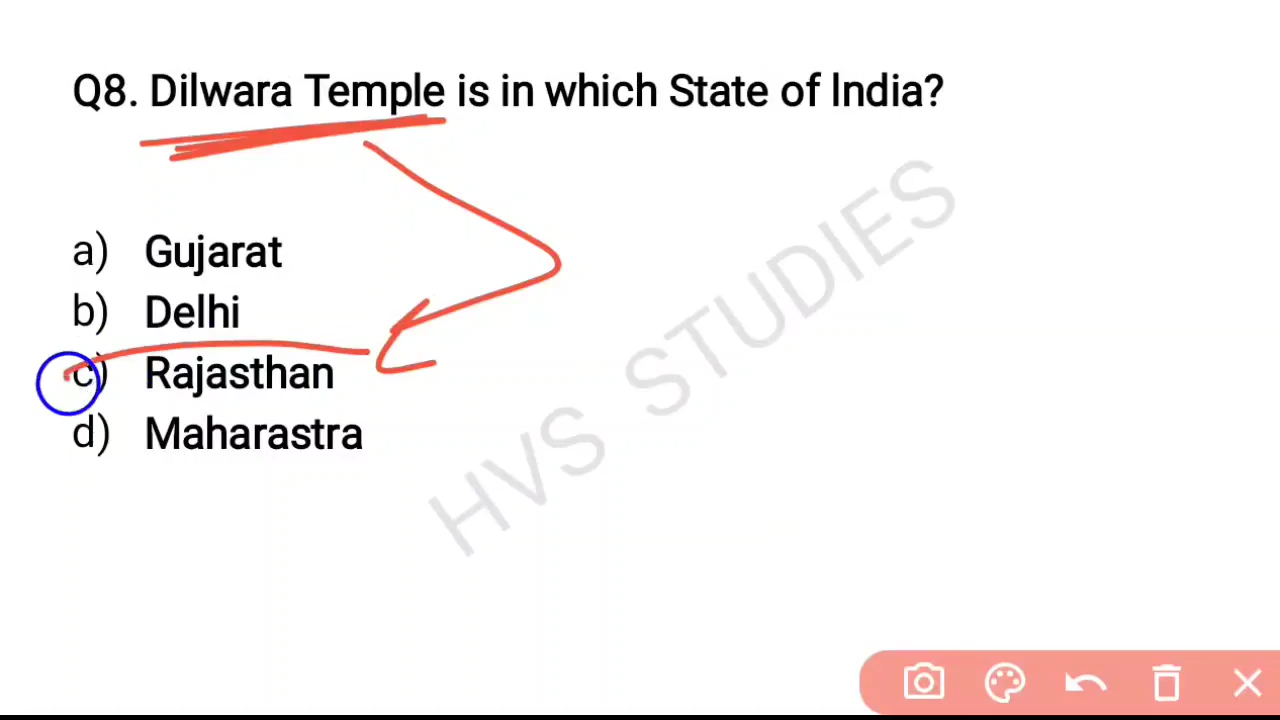 Q8. Dilwara Temple is in which State of India?
a) Gujarat
b) Delhi
c) Rajasthan
d) Maharastra
HVS STUDIES